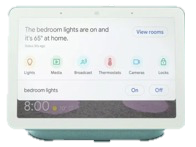 The bedroom lights are on and
it's 65° at home.
View rooms
Lights Media Broadcast Thermostats Cameras Locks
bedroom lights On Off
8:00